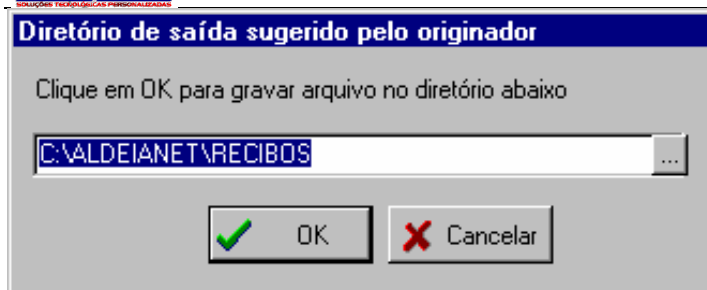 SOLUÇÕES TECNOLÓGICAS PERSONALIZADAS
Diretório de saída sugerido pelo originador
Clique em OK para gravar arquivo no diretório abaixo
C:\ALDEIANET\RECIBOS
...
OK
Cancelar